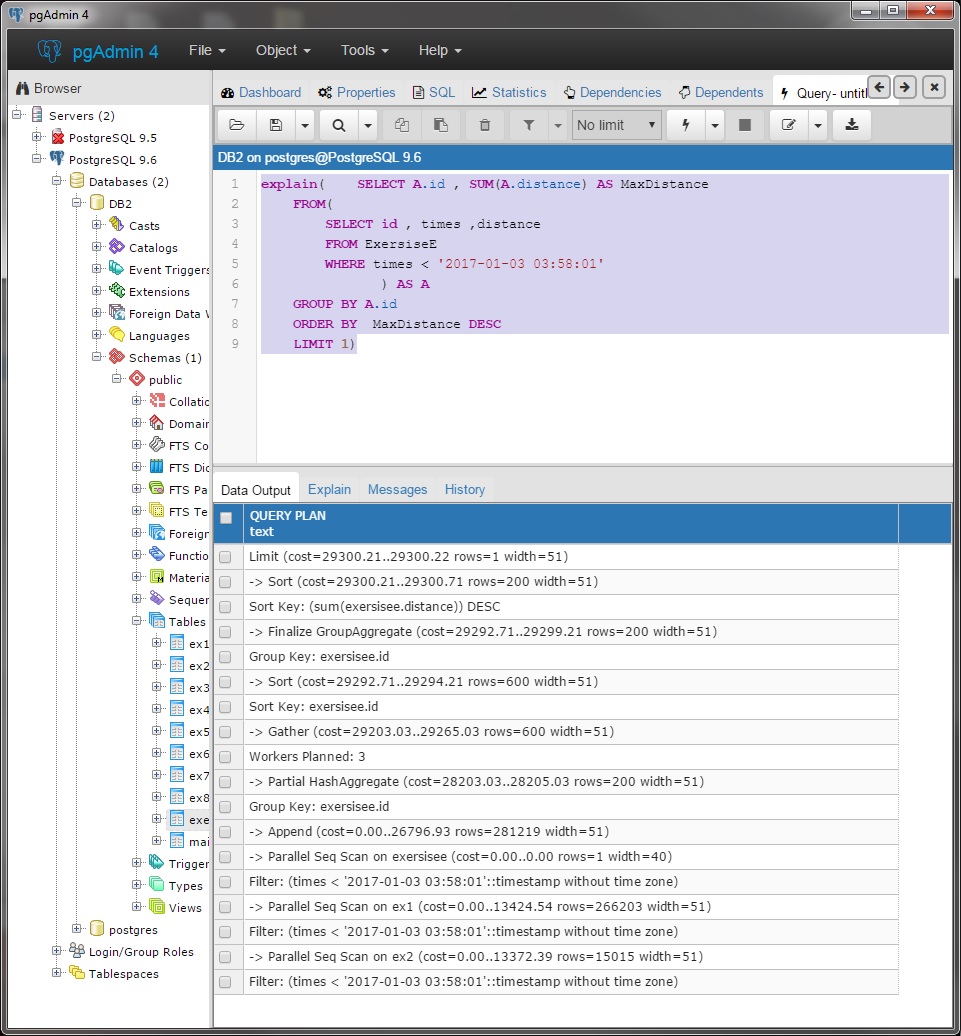 pgAdmin 4
pgAdmin 4 File Object Tools Help
Browser
Servers (2)
PostgreSQL 9.5
PostgreSQL 9.6
Databases (2)
DB2
Casts
Catalogs
Event Triggers
Extensions
Foreign Data W
Languages
Schemas (1)
public
Collatio
Domain
FTS Co
FTS Dic
FTS Pa
FTS Te
Foreign
Functio
Materia
Sequer
Tables
ex1
ex2
ex3
ex4
ex5
ex6
ex7
ex8
exe
mai
Trigger
Types
Views
postgres
Login/Group Roles
Tablespaces
Dashboard Properties SQL Statistics Dependencies Dependents Query- untitl
No limit
DB2 on postgres@PostgreSQL 9.6
1 explain( SELECT A.id , SUM(A.distance) AS MaxDistance
2 FROM(
3 SELECT id , times ,distance
4 FROM ExersiseE
5 WHERE times < '2017-01-03 03:58:01'
6 ) AS A
7 GROUP BY A.id
8 ORDER BY MaxDistance DESC
9 LIMIT 1)
Data Output Explain Messages History
QUERY PLAN
text
Limit (cost=29300.21..29300.22 rows=1 width=51)
-> Sort (cost=29300.21..29300.71 rows=200 width=51)
Sort Key: (sum(exersisee.distance)) DESC
-> Finalize GroupAggregate (cost=29292.71..29299.21 rows=200 width=51)
Group Key: exersisee.id
-> Sort (cost=29292.71..29294.21 rows=600 width=51)
Sort Key: exersisee.id
-> Gather (cost=29203.03..29265.03 rows=600 width=51)
Workers Planned: 3
-> Partial HashAggregate (cost=28203.03..28205.03 rows=200 width=51)
Group Key: exersisee.id
-> Append (cost=0.00..26796.93 rows=281219 width=51)
-> Parallel Seq Scan on exersisee (cost=0.00..0.00 rows=1 width=40)
Filter: (times < '2017-01-03 03:58:01'::timestamp without time zone)
-> Parallel Seq Scan on ex1 (cost=0.00..13424.54 rows=266203 width=51)
Filter: (times < '2017-01-03 03:58:01'::timestamp without time zone)
-> Parallel Seq Scan on ex2 (cost=0.00..13372.39 rows=15015 width=51)
Filter: (times < '2017-01-03 03:58:01'::timestamp without time zone)